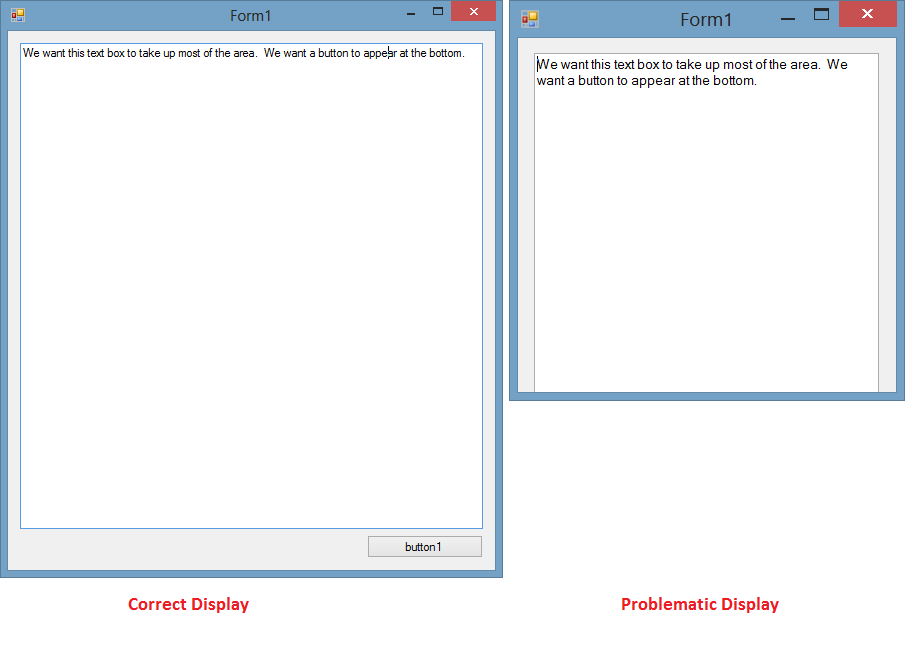 Form1
We want this text box to take up most of the area.  We want a button to appear at the bottom.
button1
Correct Display
Form1
We want this text box to take up most of the area.  We
want a button to appear at the bottom.
Problematic Display